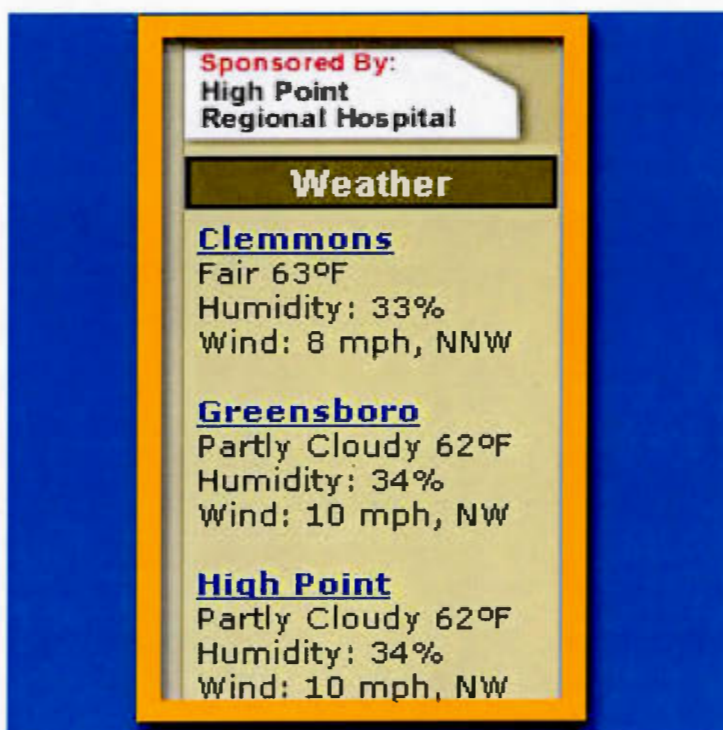 Sponsored By:
High Point
Regional Hospital
Weather
Clemmons
Fair 63ºF
Humidity: 33%
Wind: 8 mph, NNW
Greensboro
Partly Cloudy 62ºF
Humidity: 34%
Wind: 10 mph, NW
High Point
Partly Cloudy 62ºF
Humidity: 34%
Wind: 10 mph, NW